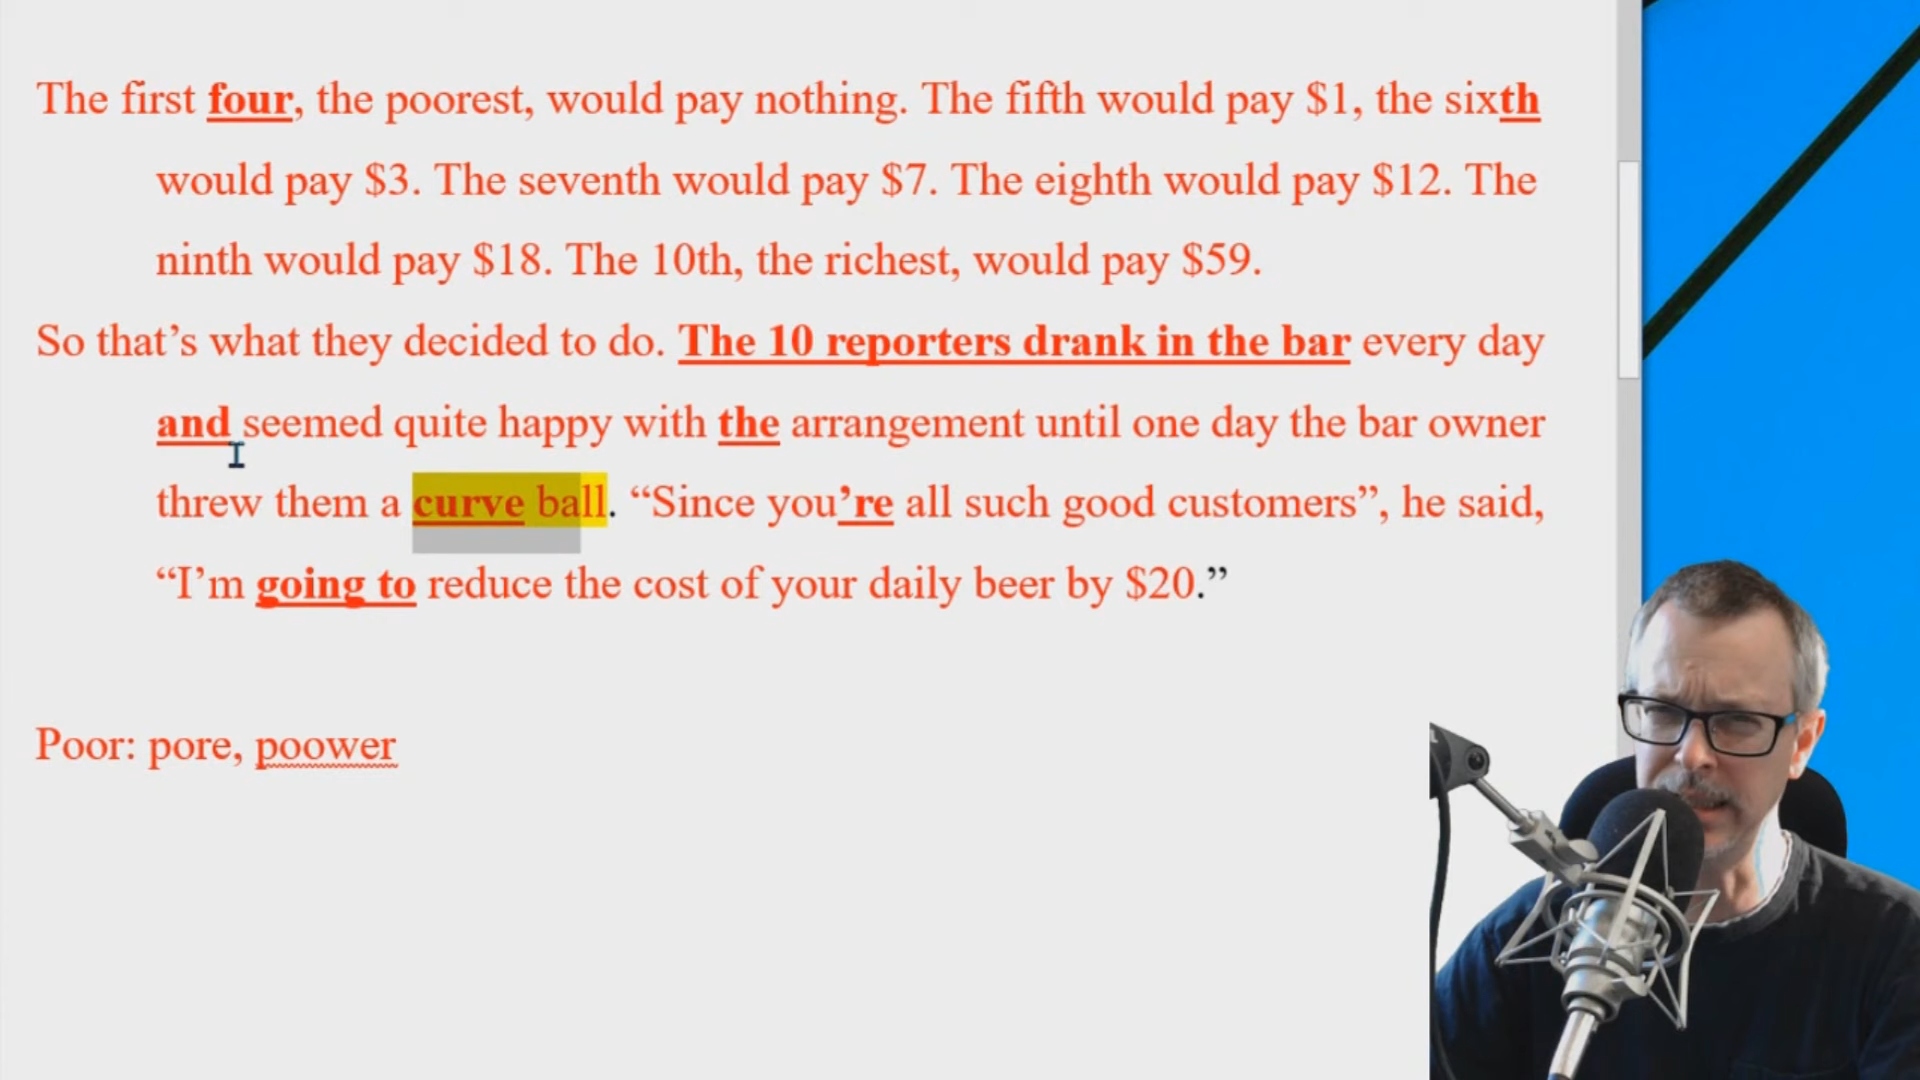 The first four, the poorest, would pay nothing. The fifth would pay $1, the sixth
would pay $3. The seventh would pay $7. The eighth would pay $12. The
ninth would pay $18. The 10th, the richest, would pay $59.
So that’s what they decided to do. The 10 reporters drank in the bar every day
and seemed quite happy with the arrangement until one day the bar owner
threw them a curve ball. “Since you’re all such good customers”, he said,
“I’m going to reduce the cost of your daily beer by $20.”
Poor: pore, poower